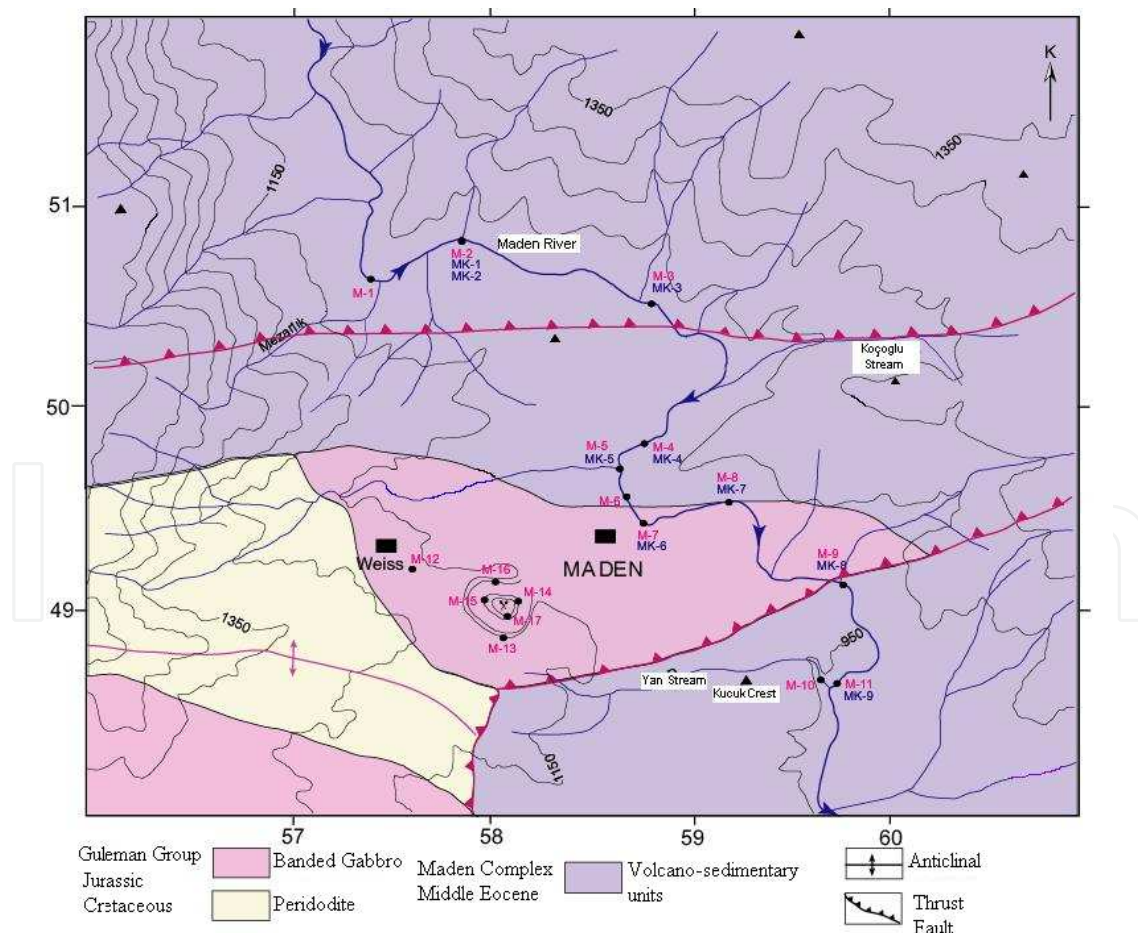 K
1350
1350
1150
51
M-2
MK-1
MK-2
Maden River
M-1
M-3
MK-3
Mezarlik
Koçoglu
Stream
50
M-5
MK-5
M-4
MK-4
M-6
M-8
MK-7
M-7
MK-6
Weiss
M-12
MADEN
M-9
MK-8
M-16
M-15
M-14
M-17
M-13
49
1350
950
Yan Stream
Kucuk Crest
M-10
M-11
MK-9
1150
57
58
59
60
Guleman Group
Jurassic
Cretaceous
Banded Gabbro
Peridodite
Maden Complex
Middle Eocene
Volcano-sedimentary
units
Anticlinal
Thrust
Fault